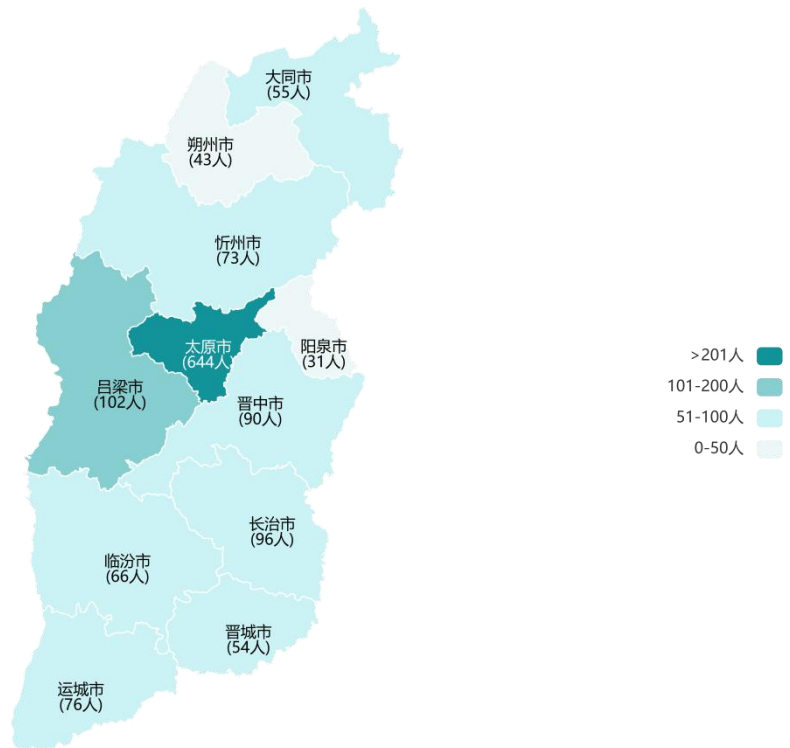 大同市
(55人)
朔州市
(43人)
忻州市
(73人)
太原市
(644人)
阳泉市
(31人)
吕梁市
(102人)
晋中市
(90人)
长治市
(96人)
临汾市
(66人)
晋城市
(54人)
运城市
(76人)
>201人
101-200人
51-100人
0-50人